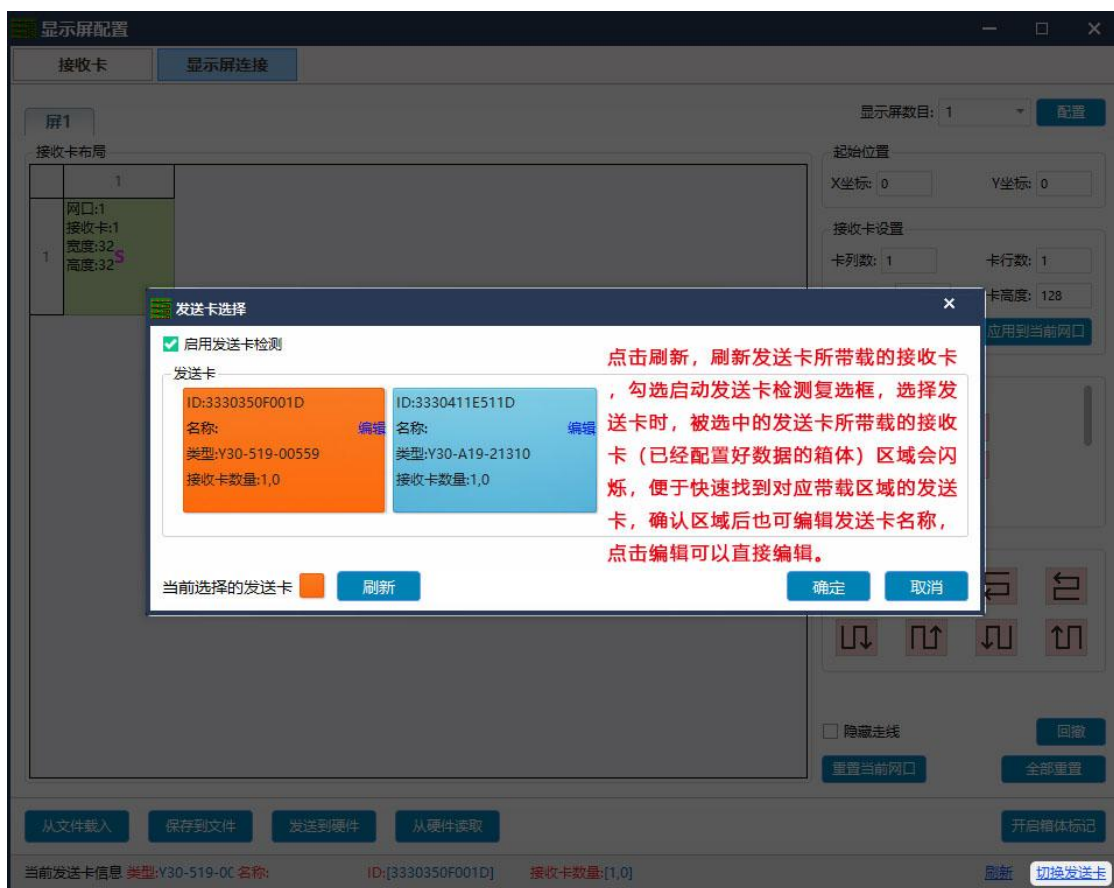 显示屏配置
接收卡 显示屏连接
屏1
显示屏数目: 1 配置
接收卡布局
起始位置
1
X坐标: 0 Y坐标: 0
网口:1
接收卡:1
1 宽度:32 S
高度:32
接收卡设置
卡列数: 1 卡行数: 1
卡高度: 128
应用到当前网口
发送卡选择
启用发送卡检测
发送卡
ID:3330350F001D
名称: 编辑
类型:Y30-519-00559
接收卡数量:1,0
ID:3330411E511D
名称: 编辑
类型:Y30-A19-21310
接收卡数量:1,0
点击刷新，刷新发送卡所带载的接收卡
，勾选启动发送卡检测复选框，选择发
送卡时，被选中的发送卡所带载的接收
卡（已经配置好数据的箱体）区域会闪
烁，便于快速找到对应带载区域的发送
卡，确认区域后也可编辑发送卡名称，
点击编辑可以直接编辑。
当前选择的发送卡 刷新 确定 取消
隐藏走线 回撤
重置当前网口 全部重置
从文件载入 保存到文件 发送到硬件 从硬件读取 开启箱体标记
当前发送卡信息 类型:Y30-519-0 名称: ID:[3330350F001D] 接收卡数量:[1,0] 刷新 切换发送卡